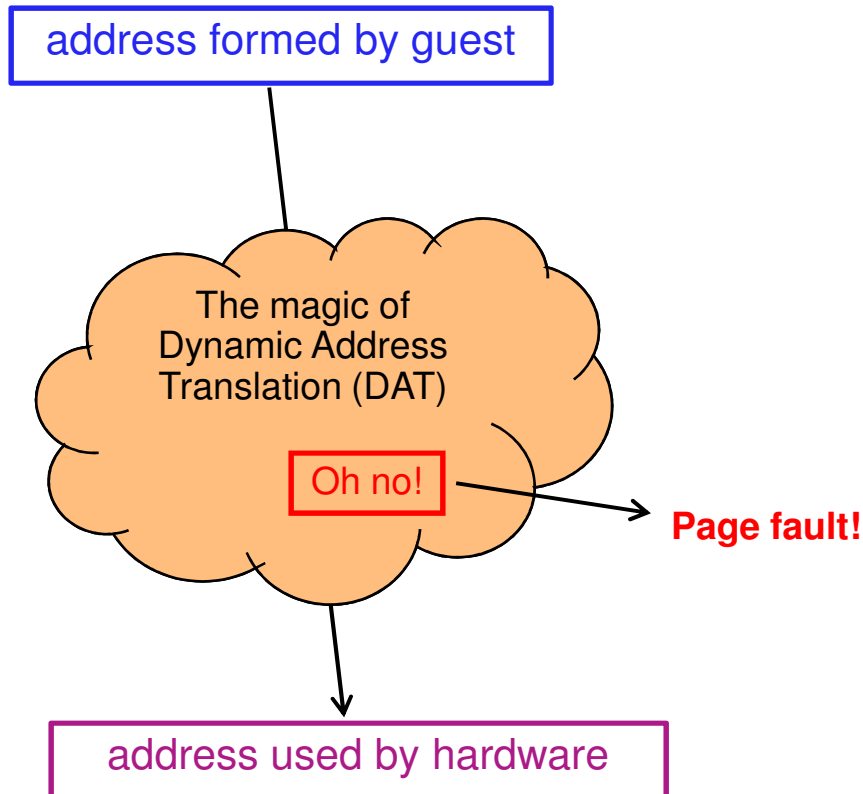 address formed by guest
The magic of
Dynamic Address
Translation (DAT)
Oh no!
Page fault!
address used by hardware